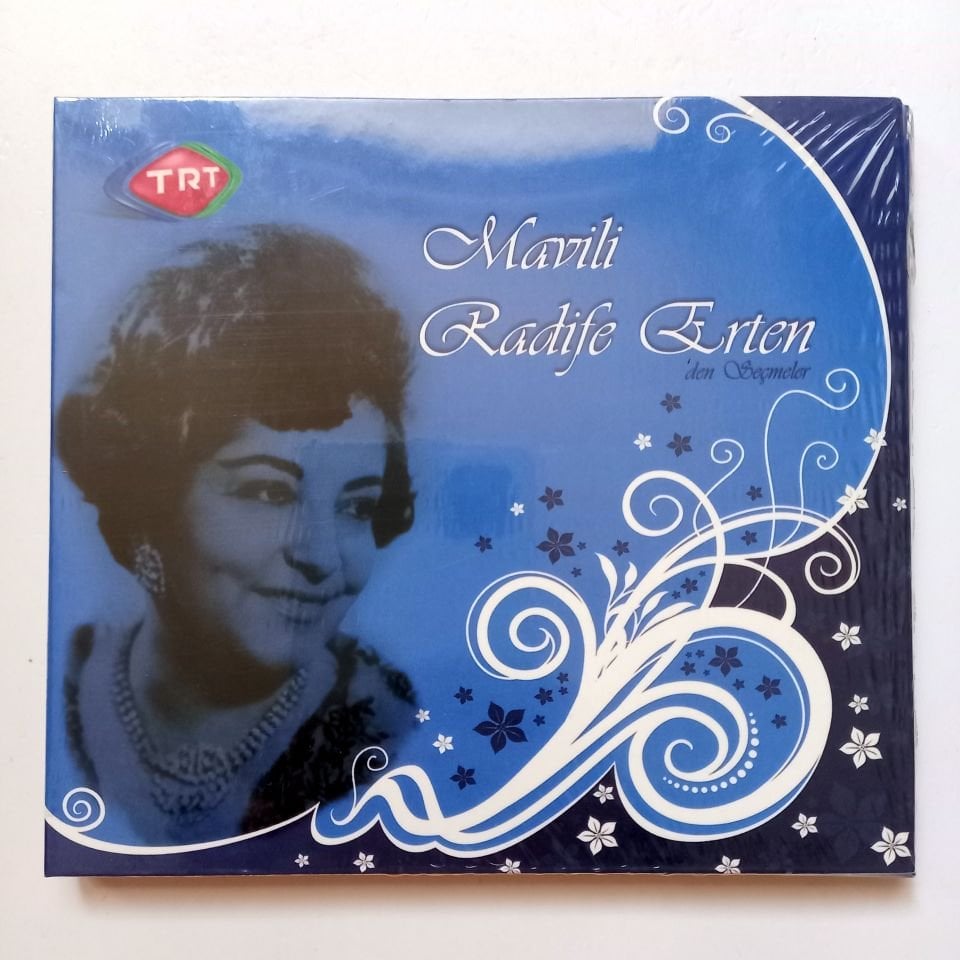 TRT
Mavili
Radife Erten
'den Seçmeler